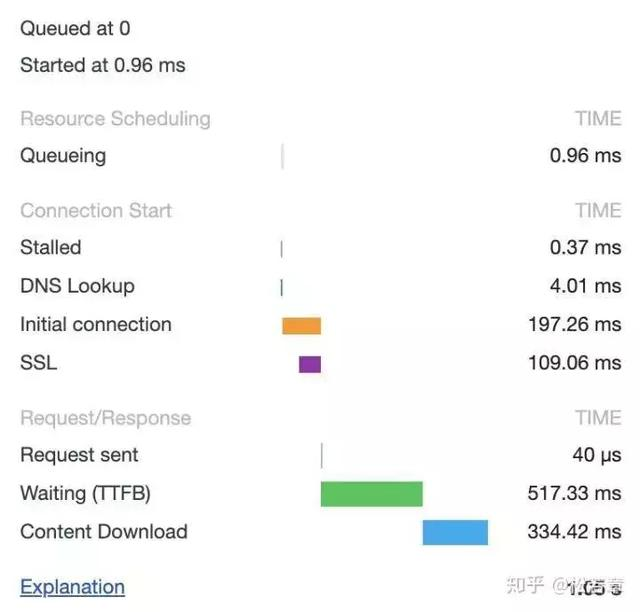 Queued at 0
Started at 0.96 ms
Resource Scheduling TIME
Queueing 0.96 ms
Connection Start TIME
Stalled 0.37 ms
DNS Lookup 4.01 ms
Initial connection 197.26 ms
SSL 109.06 ms
Request/Response TIME
Request sent 40 μs
Waiting (TTFB) 517.33 ms
Content Download 334.42 ms
Explanation 1.05 s
知乎